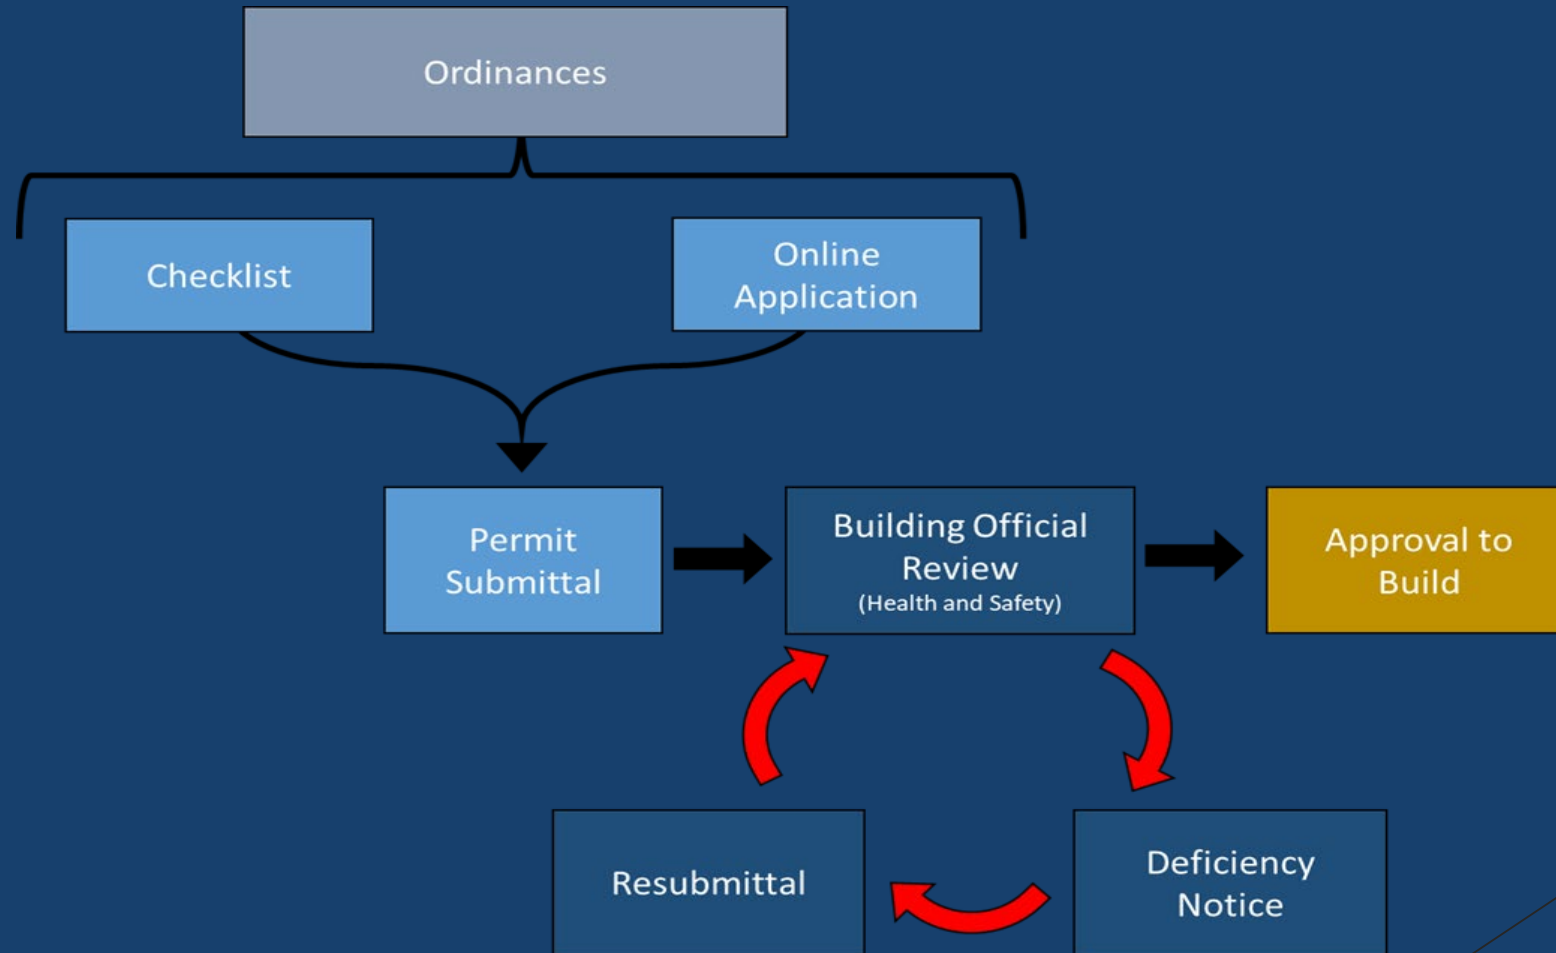 Ordinances
Checklist
Online
Application
Permit
Submittal
Building Official
Review
(Health and Safety)
Approval to
Build
Resubmittal
Deficiency
Notice